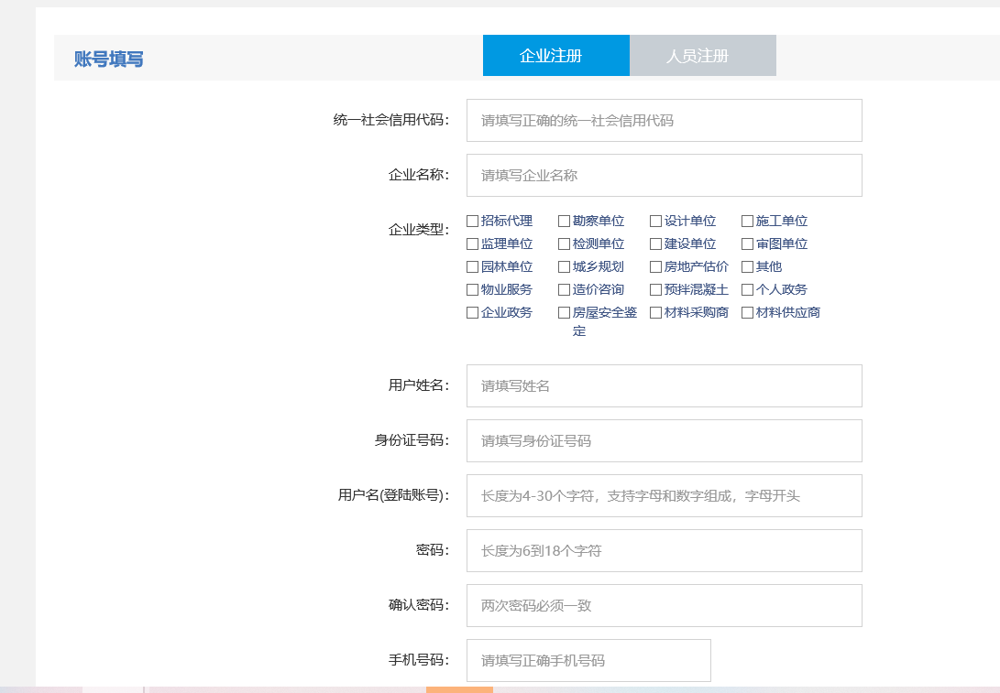 账号填写
企业注册 人员注册
统一社会信用代码： 请填写正确的统一社会信用代码
企业名称： 请填写企业名称
企业类型： 招标代理 勘察单位 设计单位 施工单位
监理单位 检测单位 建设单位 审图单位
园林单位 城乡规划 房地产估价 其他
物业服务 造价咨询 预拌混凝土 个人政务
企业政务 房屋安全鉴定 材料采购商 材料供应商
用户姓名： 请填写姓名
身份证号码： 请填写身份证号码
用户名(登陆账号)： 长度为4-30个字符，支持字母和数字组成，字母开头
密码： 长度为6到18个字符
确认密码： 两次密码必须一致
手机号码： 请填写正确手机号码